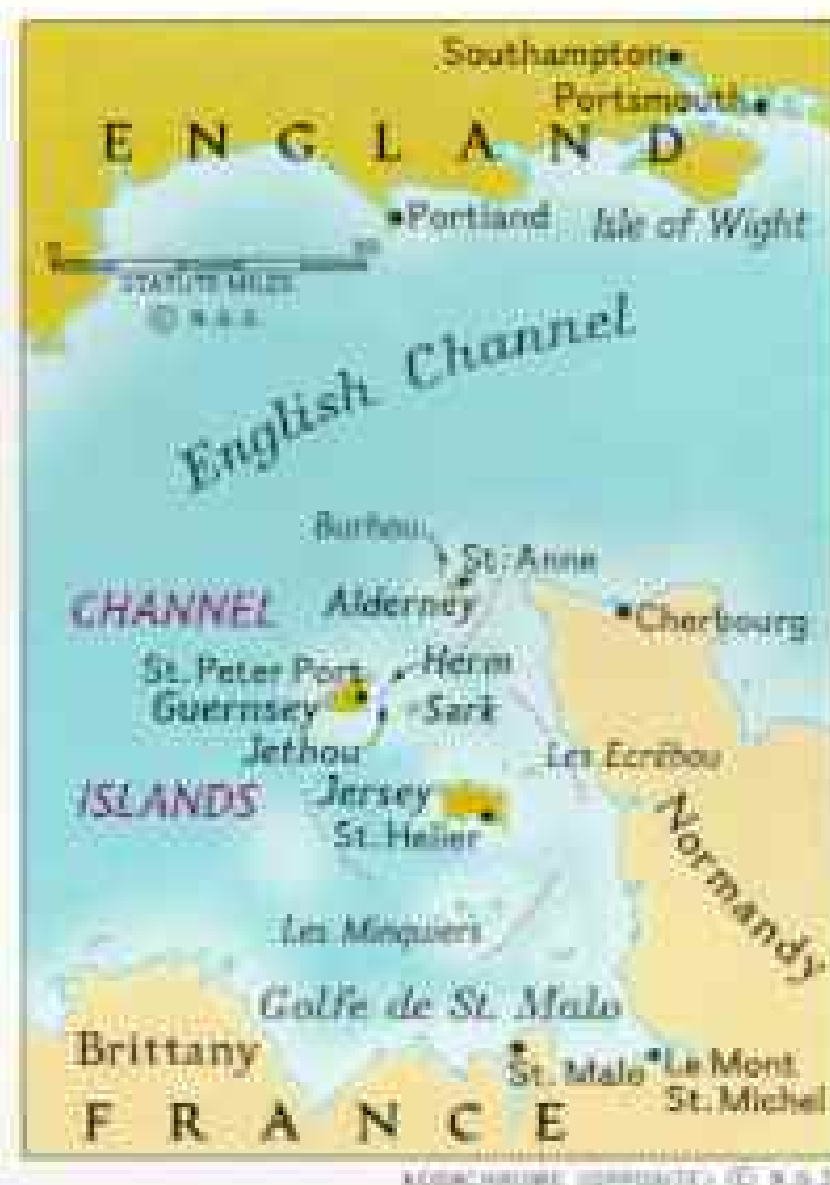 Southampton
Portsmouth
ENGLAND
Portland
Isle of Wight
0
STATUTE MILES
© N.G.S.
English Channel
Burhou
St. Anne
CHANNEL
Alderney
Cherbourg
Herm
St. Peter Port
Guernsey
Sark
Jethou
Les Ecréhou
ISLANDS
Jersey
St. Helier
Normandy
Les Minquiers
Golfe de St. Malo
Brittany
St. Malo
Le Mont
St. Michel
FRANCE
© N.G.S.